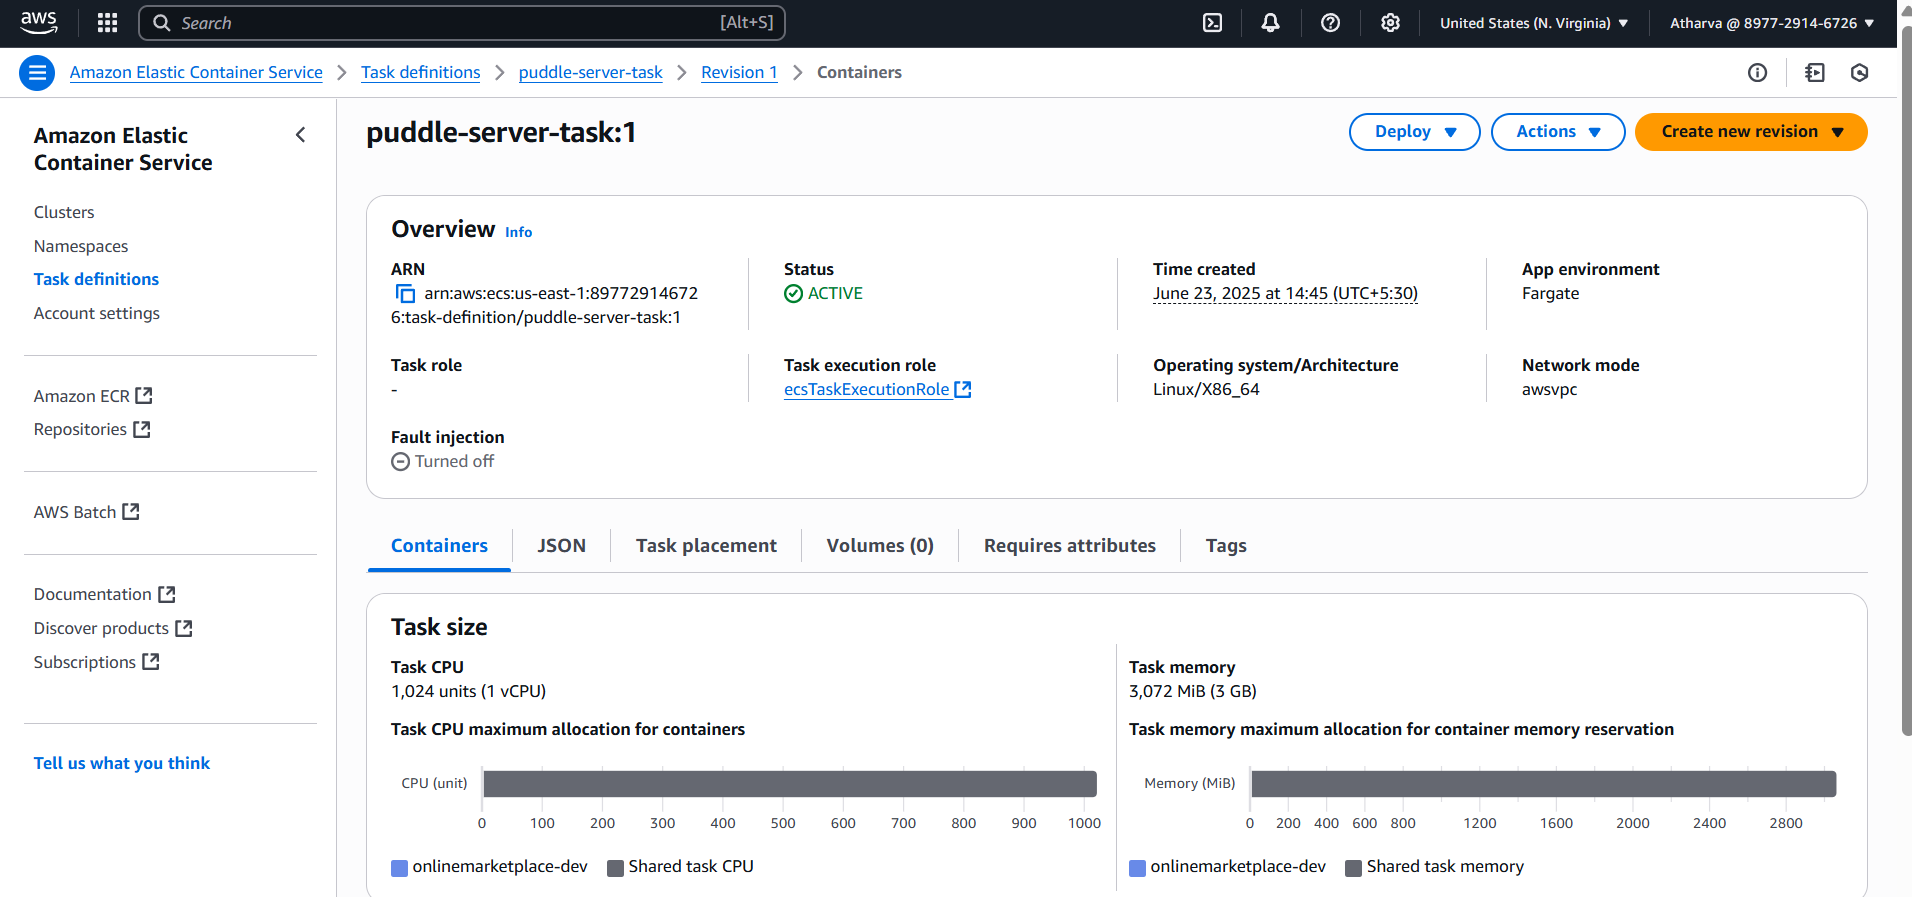 aws
Search [Alt+S]
United States (N. Virginia)
Atharva @ 8977-2914-6726
Amazon Elastic Container Service
Task definitions
puddle-server-task
Revision 1
Containers
Amazon Elastic
Container Service
Clusters
Namespaces
Task definitions
Account settings
Amazon ECR
Repositories
AWS Batch
Documentation
Discover products
Subscriptions
Tell us what you think
puddle-server-task:1
Deploy
Actions
Create new revision
Overview Info
ARN
arn:aws:ecs:us-east-1:89772914672
6:task-definition/puddle-server-task:1
Status
ACTIVE
Time created
June 23, 2025 at 14:45 (UTC+5:30)
App environment
Fargate
Task role
-
Task execution role
ecsTaskExecutionRole
Operating system/Architecture
Linux/X86_64
Network mode
awsvpc
Fault injection
Turned off
Containers
JSON
Task placement
Volumes (0)
Requires attributes
Tags
Task size
Task CPU
1,024 units (1 vCPU)
Task CPU maximum allocation for containers
CPU (unit)
0 100 200 300 400 500 600 700 800 900 1000
onlinemarketplace-dev Shared task CPU
Task memory
3,072 MiB (3 GB)
Task memory maximum allocation for container memory reservation
Memory (MiB)
0 200 400 600 800 1200 1600 2000 2400 2800
onlinemarketplace-dev Shared task memory